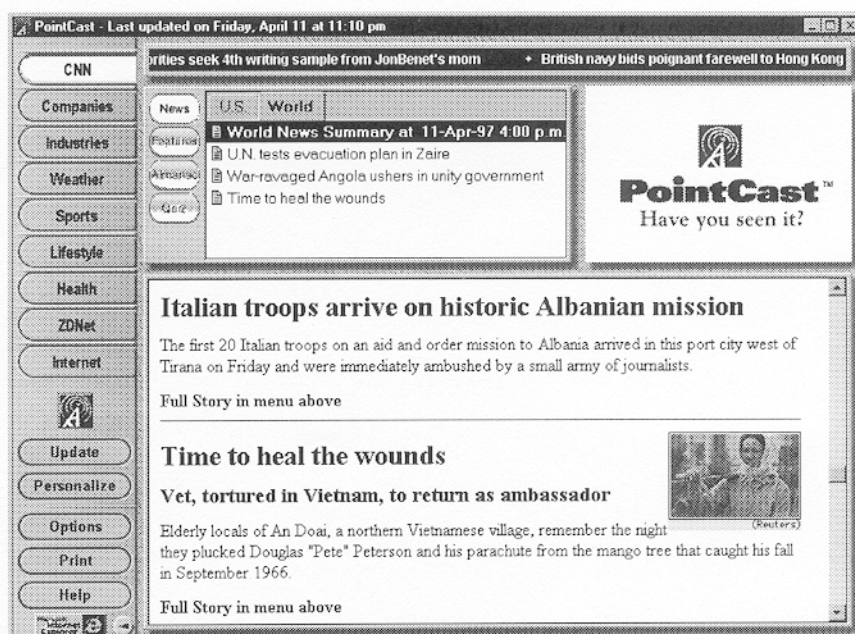 PointCast - Last updated on Friday, April 11 at 11:10 pm
CNN
Companies
Industries
Weather
Sports
Lifestyle
Health
ZDNet
Internet
Update
Personalize
Options
Print
Help
Internet
Explorer
orities seek 4th writing sample from JonBenet's mom • British navy bids poignant farewell to Hong Kong
News
Features
Almanac
Quiz
U.S. World
World News Summary at 11-Apr-97 4:00 p.m.
U.N. tests evacuation plan in Zaire
War-ravaged Angola ushers in unity government
Time to heal the wounds
PointCast™
Have you seen it?
Italian troops arrive on historic Albanian mission
The first 20 Italian troops on an aid and order mission to Albania arrived in this port city west of
Tirana on Friday and were immediately ambushed by a small army of journalists.
Full Story in menu above
Time to heal the wounds
Vet, tortured in Vietnam, to return as ambassador
(Reuters)
Elderly locals of An Doai, a northern Vietnamese village, remember the night
they plucked Douglas "Pete" Peterson and his parachute from the mango tree that caught his fall
in September 1966.
Full Story in menu above